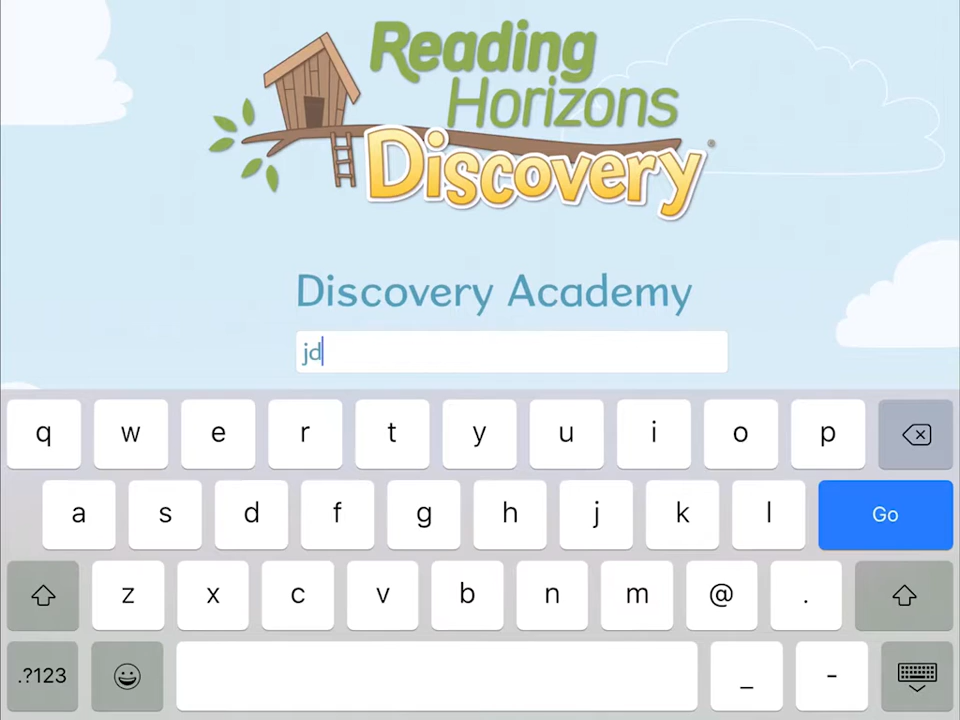 Reading
Horizons
Discovery®
Discovery Academy
jd
q w e r t y u i o p
a s d f g h j k l Go
z x c v b n m @ .
.?123 _ -